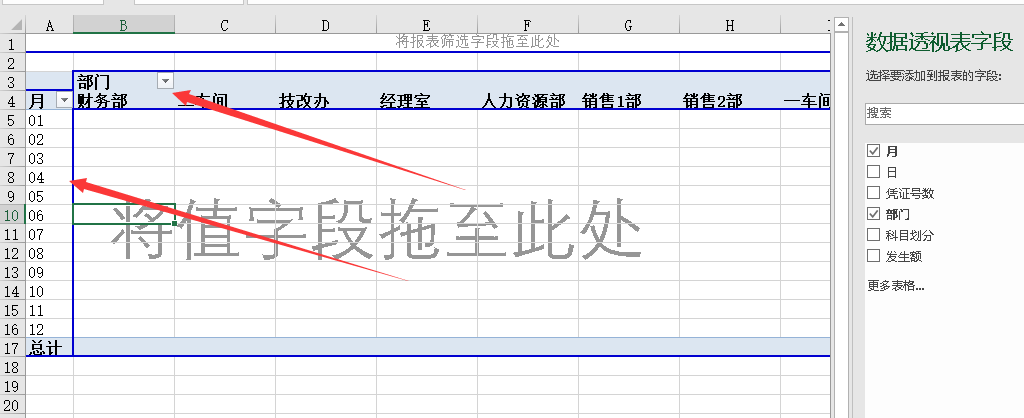 A B C D E F G H
1 将报表筛选字段拖至此处
2
3 部门
4 月 财务部 二车间 技改办 经理室 人力资源部 销售1部 销售2部 一车间
5 01
6 02
7 03
8 04
9 05
10 06
11 07
12 08
13 09
14 10
15 11
16 12
17 总计
18
19
20
将值字段拖至此处
数据透视表字段
选择要添加到报表的字段:
搜索
月
日
凭证号数
部门
科目划分
发生额
更多表格...